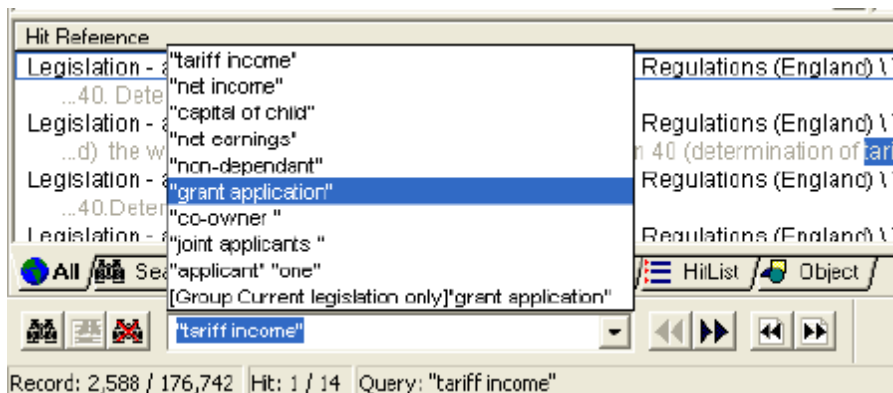 Hit Reference
"tariff income"
Legislation - a Regulations (England) \
"net income"
...40. Dete
"capital of child"
Legislation - a Regulations (England) \
"net earnings"
...d) the w n 40 (determination of tari
"non-dependant"
Legislation - a Regulations (England) \
"grant application"
...40.Deter
"co-owner "
Legislation - a Regulations (England) \
"joint applicants "
"applicant" "one"
All Sea HitList Object
[Group Current legislation only]"grant application"
"tariff income"
Record: 2,588 / 176,742 Hit: 1 / 14 Query: "tariff income"